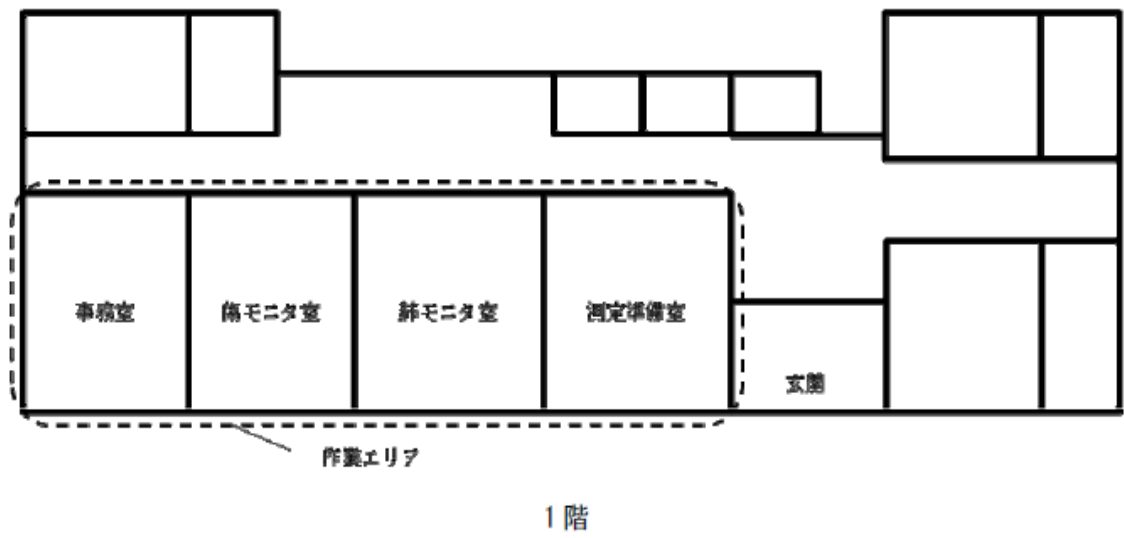 事務室
傷モニタ室
肺モニタ室
測定準備室
玄関
作業エリア
1階